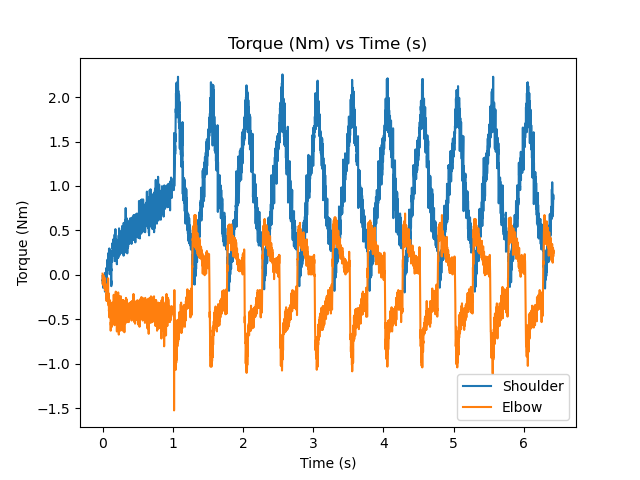 Torque (Nm) vs Time (s)
Torque (Nm)
2.0
1.5
1.0
0.5
0.0
−0.5
−1.0
−1.5
0 1 2 3 4 5 6
Time (s)
Shoulder
Elbow